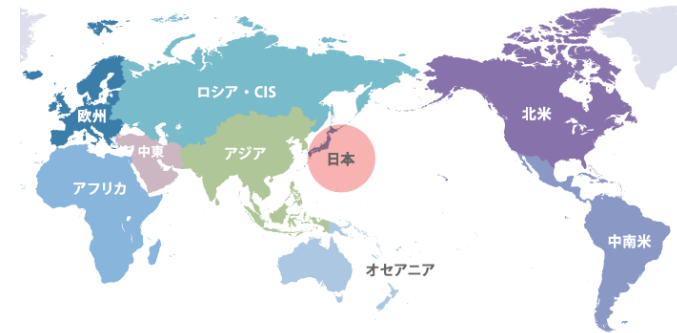 ロシア・CIS
欧州
北米
中東
アジア
日本
アフリカ
中南米
オセアニア